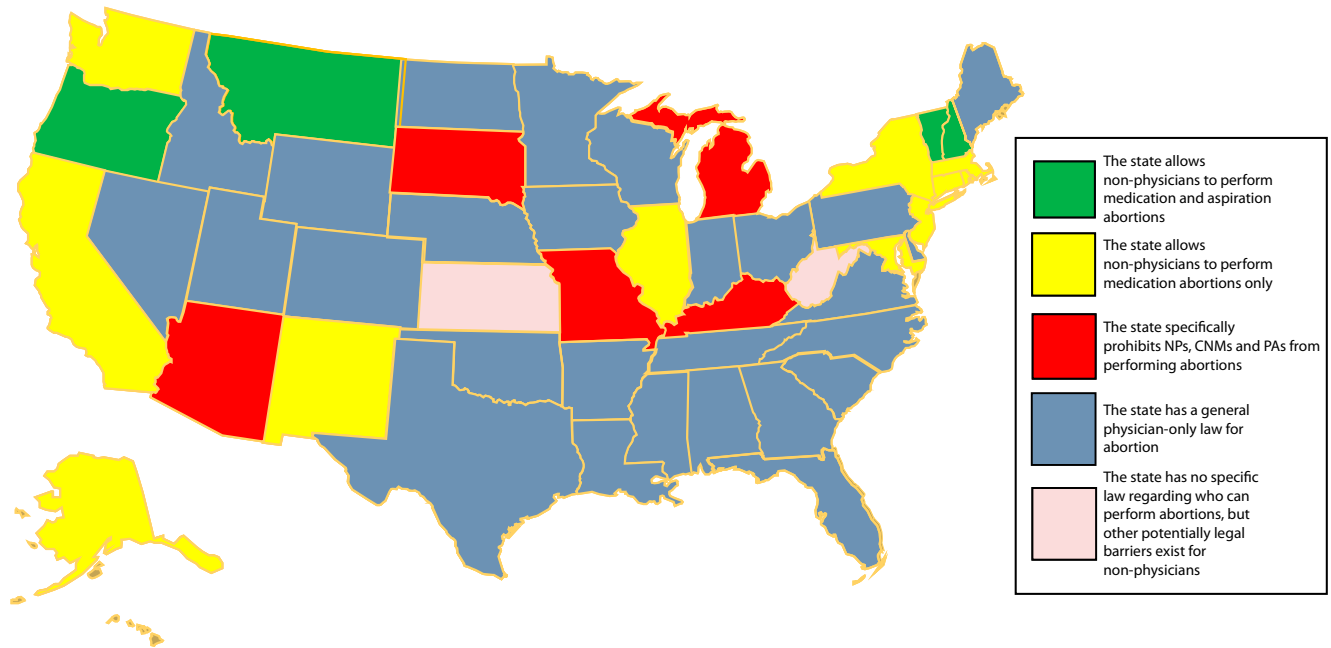 The state allows
non-physicians to perform
medication and aspiration
abortions
The state allows
non-physicians to perform
medication abortions only
The state specifically
prohibits NPs, CNMs and PAs from
performing abortions
The state has a general
physician-only law for
abortion
The state has no specific
law regarding who can
perform abortions, but
other potentially legal
barriers exist for
non-physicians